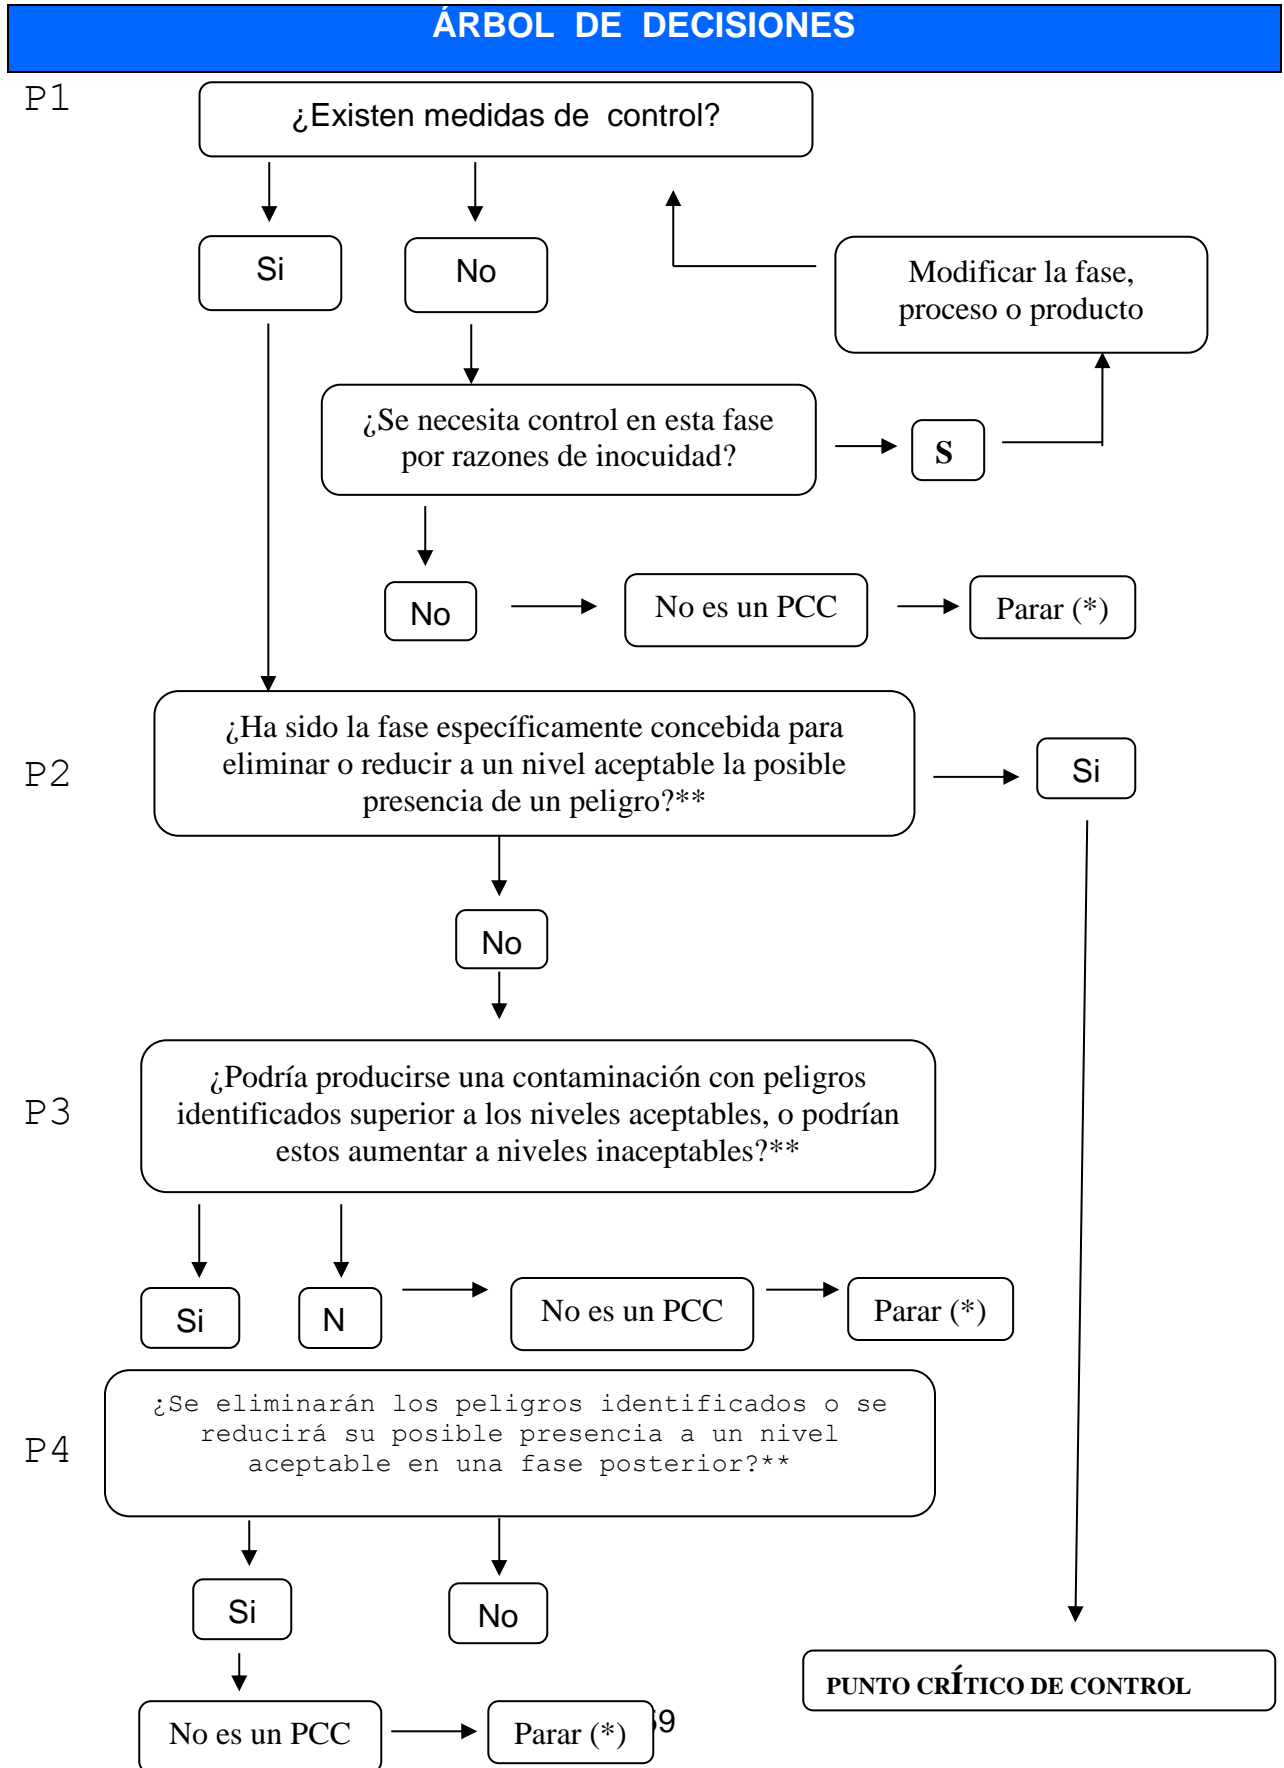 ÁRBOL DE DECISIONES
P1
¿Existen medidas de control?
Si
No
Modificar la fase,
proceso o producto
¿Se necesita control en esta fase
por razones de inocuidad?
S
No
No es un PCC
Parar (*)
P2
¿Ha sido la fase específicamente concebida para
eliminar o reducir a un nivel aceptable la posible
presencia de un peligro?**
Si
No
P3
¿Podría producirse una contaminación con peligros
identificados superior a los niveles aceptables, o podrían
estos aumentar a niveles inaceptables?**
Si
N
No es un PCC
Parar (*)
P4
¿Se eliminarán los peligros identificados o se
reducirá su posible presencia a un nivel
aceptable en una fase posterior?**
Si
No
PUNTO CRÍTICO DE CONTROL
No es un PCC
Parar (*)
9